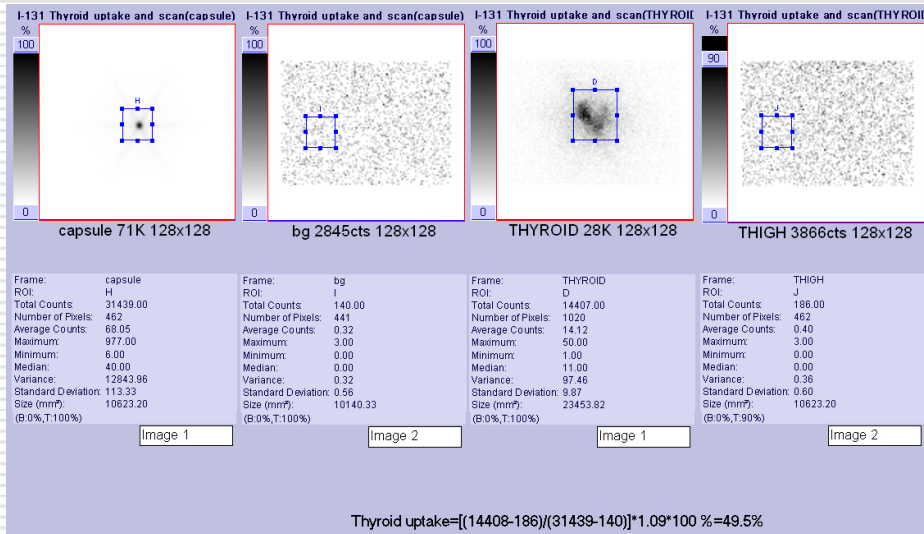 I-131 Thyroid uptake and scan(capsule)
%
100
0
H
capsule 71K 128x128
I-131 Thyroid uptake and scan(capsule)
%
100
0
I
bg 2845cts 128x128
I-131 Thyroid uptake and scan(THYROID
%
100
0
D
THYROID 28K 128x128
I-131 Thyroid uptake and scan(THYROID
%
90
0
J
THIGH 3866cts 128x128
Frame: capsule
ROI: H
Total Counts: 31439.00
Number of Pixels: 462
Average Counts: 68.05
Maximum: 977.00
Minimum: 6.00
Median: 40.00
Variance: 12843.96
Standard Deviation: 113.33
Size (mm²): 10623.20
(B:0%,T:100%)
Image 1
Frame: bg
ROI: I
Total Counts: 140.00
Number of Pixels: 441
Average Counts: 0.32
Maximum: 3.00
Minimum: 0.00
Median: 0.00
Variance: 0.32
Standard Deviation: 0.56
Size (mm²): 10140.33
(B:0%,T:100%)
Image 2
Frame: THYROID
ROI: D
Total Counts: 14407.00
Number of Pixels: 1020
Average Counts: 14.12
Maximum: 50.00
Minimum: 1.00
Median: 11.00
Variance: 97.46
Standard Deviation: 9.87
Size (mm²): 23453.82
(B:0%,T:100%)
Image 1
Frame: THIGH
ROI: J
Total Counts: 186.00
Number of Pixels: 462
Average Counts: 0.40
Maximum: 3.00
Minimum: 0.00
Median: 0.00
Variance: 0.36
Standard Deviation: 0.60
Size (mm²): 10623.20
(B:0%,T:90%)
Image 2
Thyroid uptake=[(14408-186)/(31439-140)]*1.09*100 %=49.5%